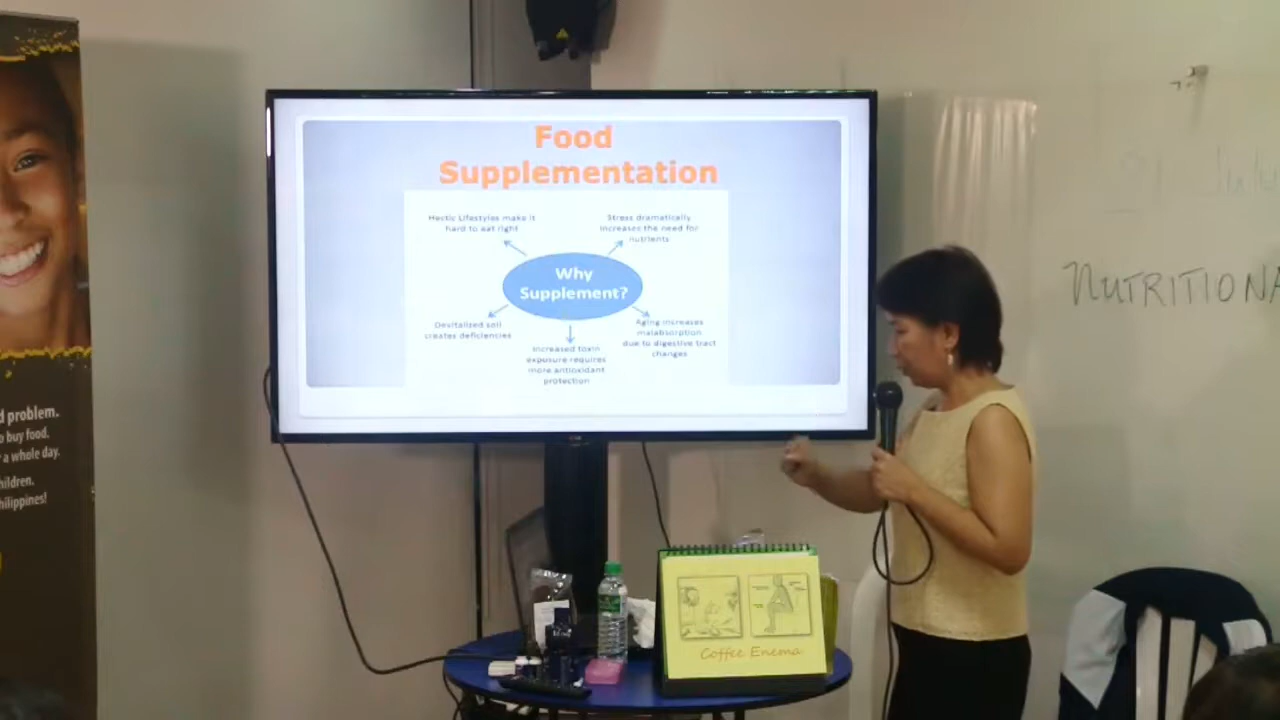 Food
Supplementation
Hectic Lifestyles make it
hard to eat right
Stress dramatically
increases the need for
nutrients
Why
Supplement?
Devitalized soil
creates deficiencies
Increased toxin
exposure requires
more antioxidant
protection
Aging increases
malabsorption
due to digestive tract
changes
NUTRITIONA
problem.
buy food.
a whole day.
Coffee Enema